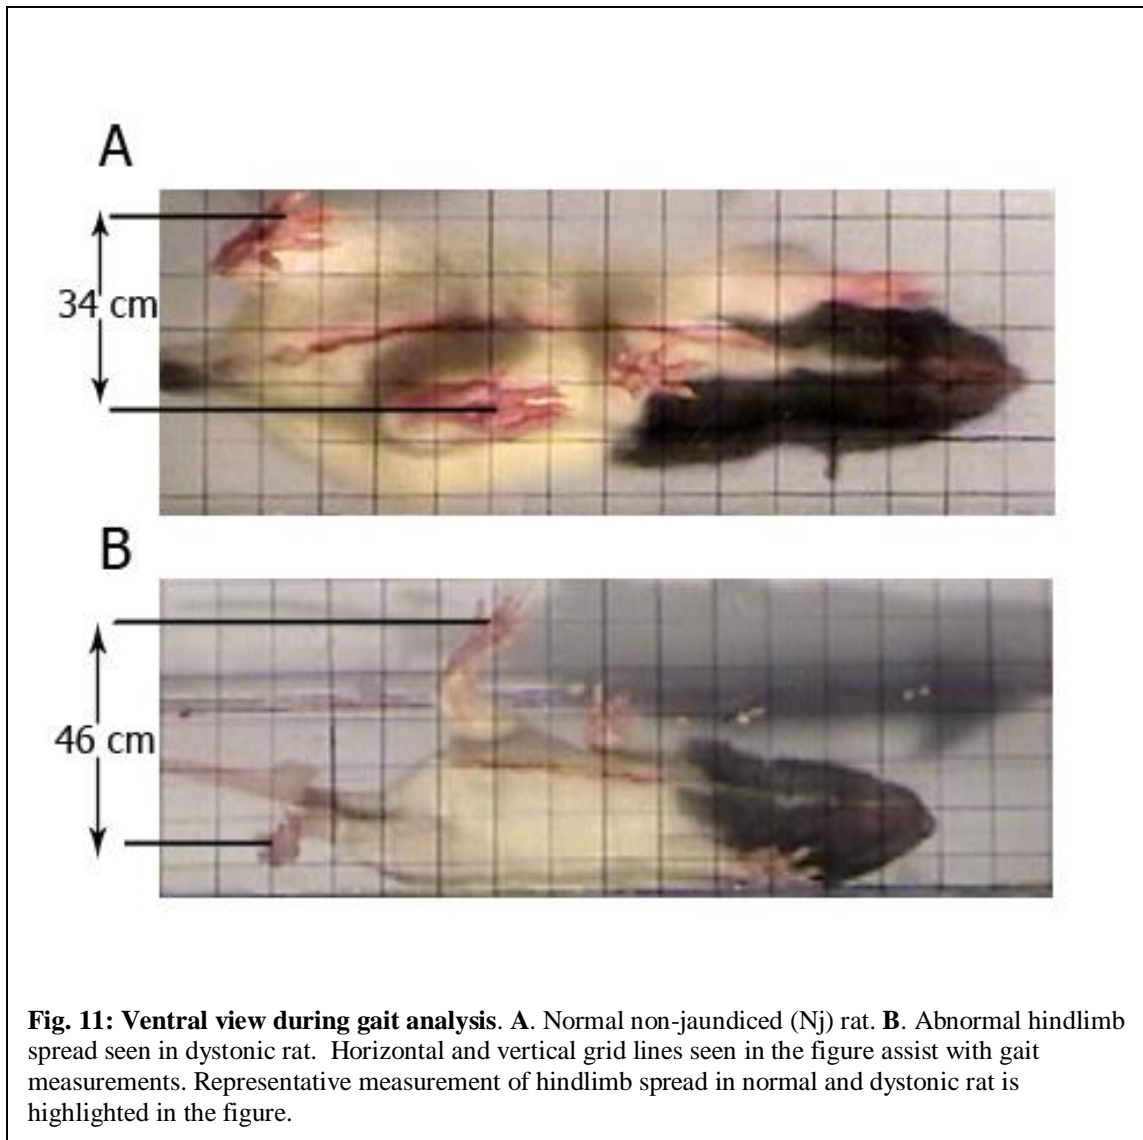 A
34 cm
B
46 cm
Fig. 11: Ventral view during gait analysis. A. Normal non-jaundiced (Nj) rat. B. Abnormal hindlimb
spread seen in dystonic rat. Horizontal and vertical grid lines seen in the figure assist with gait
measurements. Representative measurement of hindlimb spread in normal and dystonic rat is
highlighted in the figure.